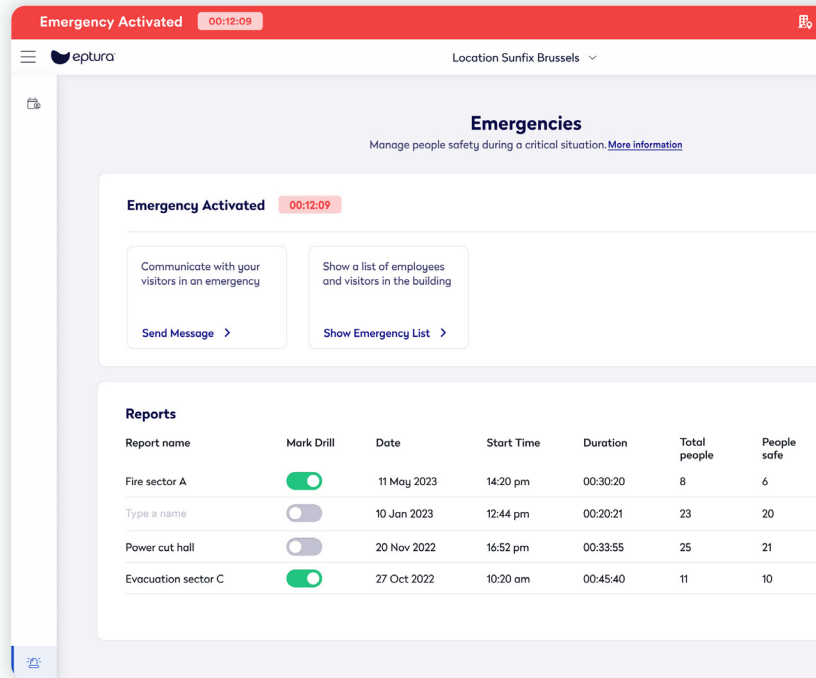 Emergency Activated 00:12:09
eptura
Location Sunfix Brussels
Emergencies
Manage people safety during a critical situation. More information
Emergency Activated 00:12:09
Communicate with your
visitors in an emergency
Send Message
Show a list of employees
and visitors in the building
Show Emergency List
Reports
Report name Mark Drill Date Start Time Duration Total people People safe
Fire sector A 11 May 2023 14:20 pm 00:30:20 8 6
Type a name 10 Jan 2023 12:44 pm 00:20:21 23 20
Power cut hall 20 Nov 2022 16:52 pm 00:33:55 25 21
Evacuation sector C 27 Oct 2022 10:20 am 00:45:40 11 10